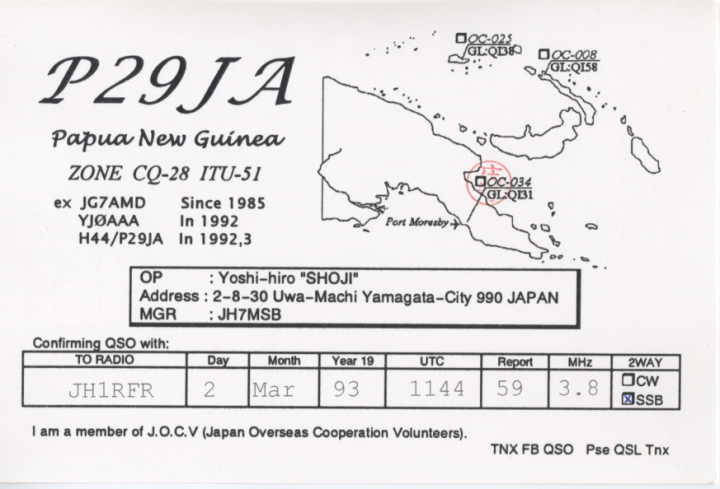 P29JA
Papua New Guinea
ZONE CQ-28 ITU-51
ex JG7AMD Since 1985
YJØAAA In 1992
H44/P29JA In 1992,3
OC-025
GL:QI38
OC-008
GL:QI58
OC-034
GL:QI31
Port Moresby
OP : Yoshi-hiro "SHOJI"
Address : 2-8-30 Uwa-Machi Yamagata-City 990 JAPAN
MGR : JH7MSB
Confirming QSO with:
TO RADIO Day Month Year 19 UTC Report MHz 2WAY
JH1RFR 2 Mar 93 1144 59 3.8 CW
SSB
I am a member of J.O.C.V (Japan Overseas Cooperation Volunteers).
TNX FB QSO Pse QSL Tnx